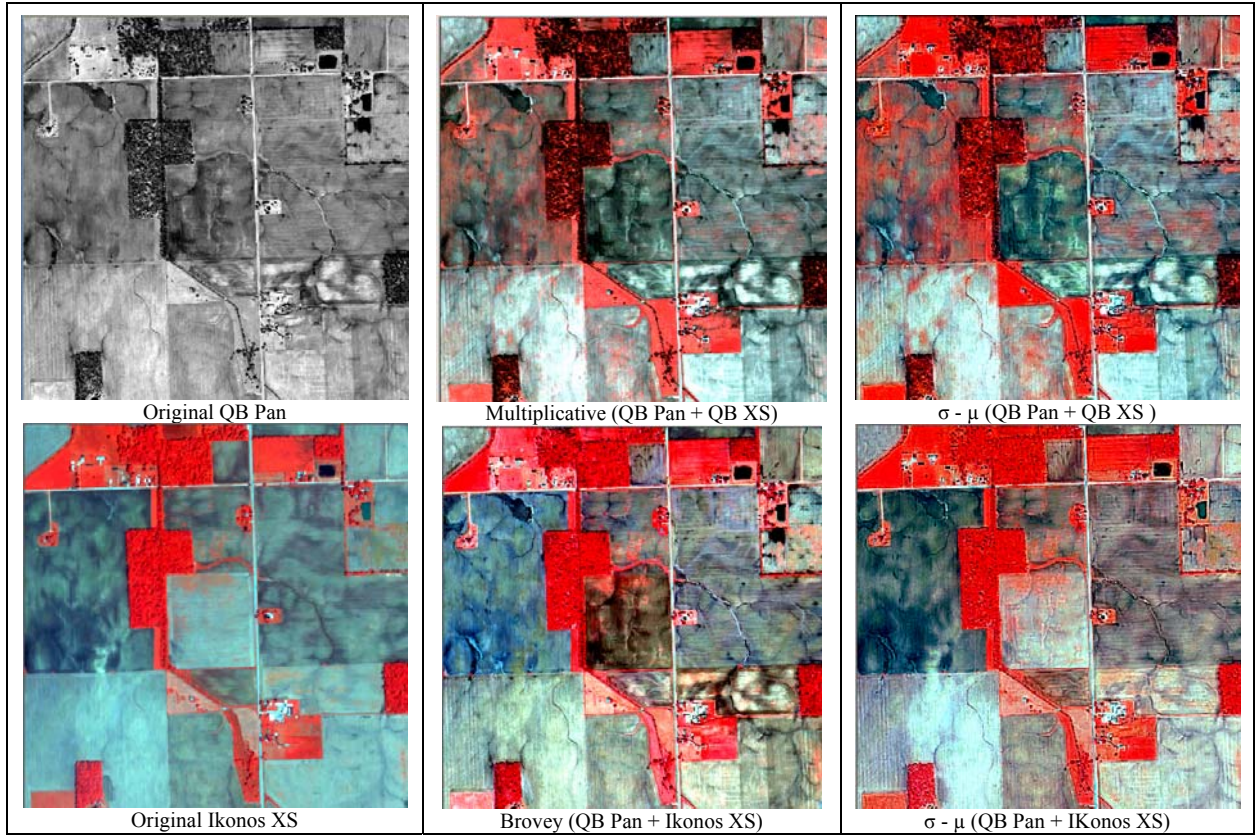 Original QB Pan
Multiplicative (QB Pan + QB XS)
σ - μ (QB Pan + QB XS )
Original Ikonos XS
Brovey (QB Pan + Ikonos XS)
σ - μ (QB Pan + IKonos XS)